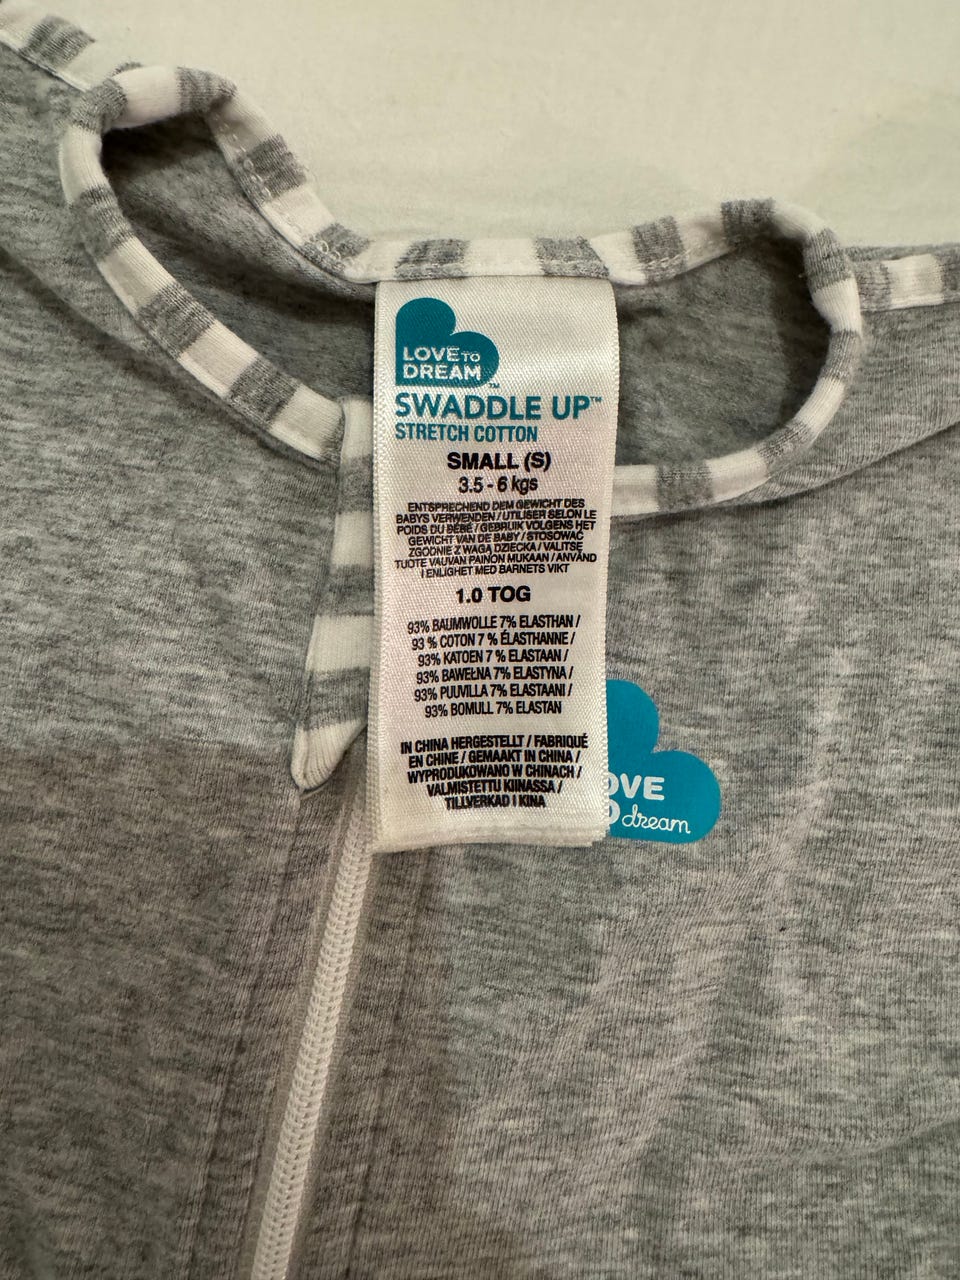 LOVE TO
DREAM™
SWADDLE UP™
STRETCH COTTON
SMALL (S)
3.5 - 6 kgs
ENTSPRECHEND DEM GEWICHT DES
BABYS VERWENDEN / UTILISER SELON LE
POIDS DU BÉBÉ / GEBRUIK VOLGENS HET
GEWICHT VAN DE BABY / STOSOWAĆ
ZGODNIE Z WAGĄ DZIECKA / VALITSE
TUOTE VAUVAN PAINON MUKAAN / ANVÄND
I ENLIGHET MED BARNETS VIKT
1.0 TOG
93% BAUMWOLLE 7% ELASTHAN /
93 % COTON 7 % ÉLASTHANNE /
93% KATOEN 7 % ELASTAAN /
93% BAWEŁNA 7% ELASTYNA /
93% PUUVILLA 7% ELASTAANI /
93% BOMULL 7% ELASTAN
IN CHINA HERGESTELLT / FABRIQUÉ
EN CHINE / GEMAAKT IN CHINA /
WYPRODUKOWANO W CHINACH /
VALMISTETTU KIINASSA /
TILLVERKAD I KINA
OVE
dream